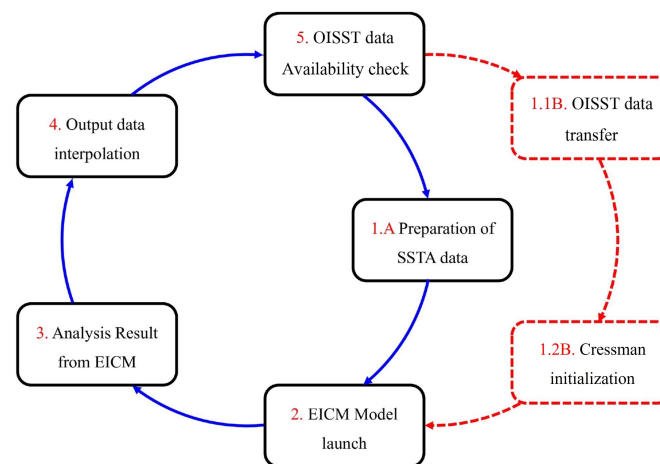 5. OISST data
Availability check
1.1B. OISST data
transfer
4. Output data
interpolation
1.A Preparation of
SSTA data
3. Analysis Result
from EICM
1.2B. Cressman
initialization
2. EICM Model
launch